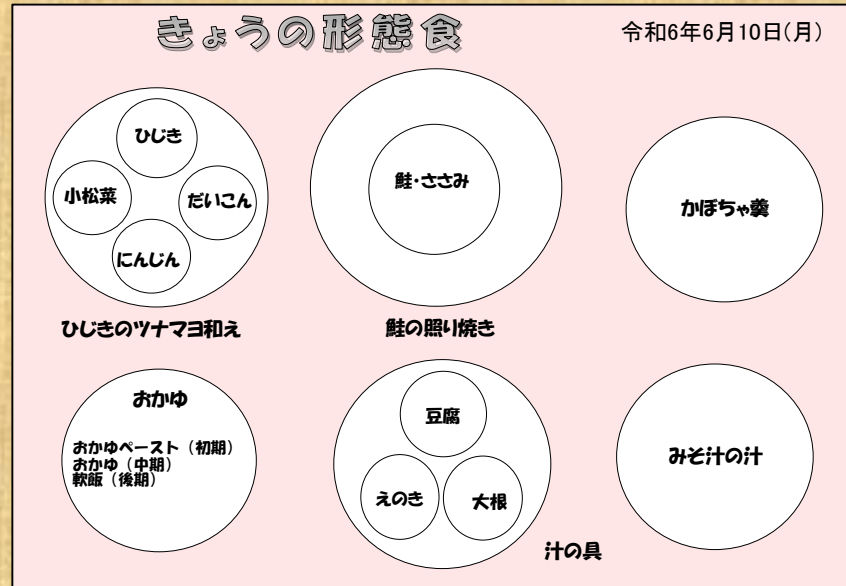 きょうの形態食
令和6年6月10日(月)
ひじき
小松菜
だいこん
にんじん
ひじきのツナマヨ和え
鮭・ささみ
鮭の照り焼き
かぼちゃ羹
おかゆ
おかゆペースト（初期）
おかゆ（中期）
軟飯（後期）
豆腐
えのき
大根
汁の具
みそ汁の汁